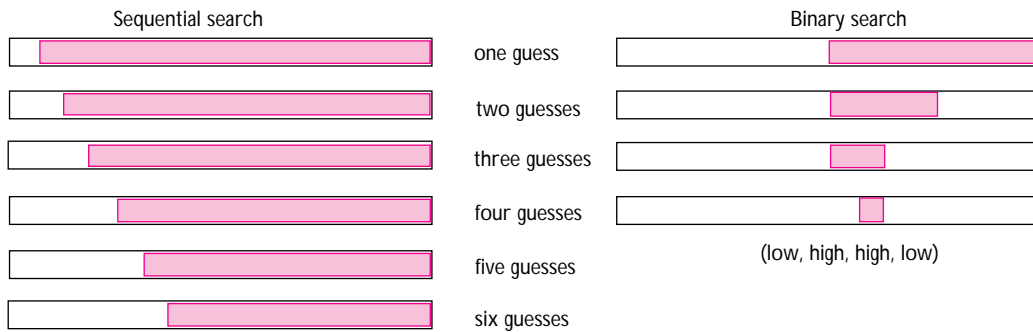 Sequential search
Binary search
one guess
two guesses
three guesses
four guesses
(low, high, high, low)
five guesses
six guesses